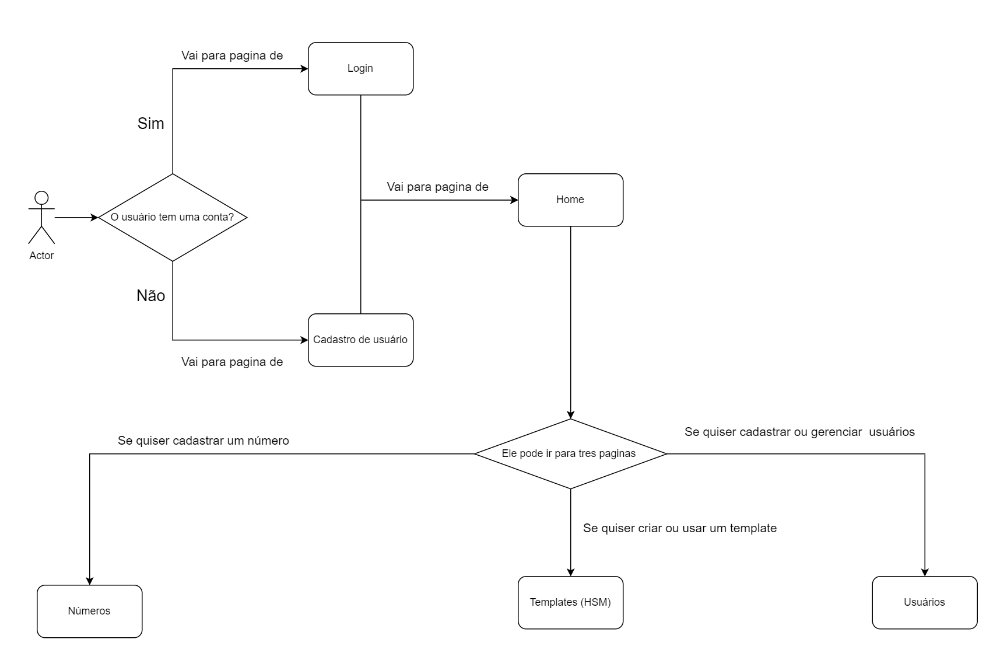 Vai para pagina de
Login
Sim
Vai para pagina de
Home
O usuário tem uma conta?
Actor
Não
Cadastro de usuário
Vai para pagina de
Se quiser cadastrar um número
Se quiser cadastrar ou gerenciar  usuários
Ele pode ir para tres paginas
Se quiser criar ou usar um template
Números
Templates (HSM)
Usuários